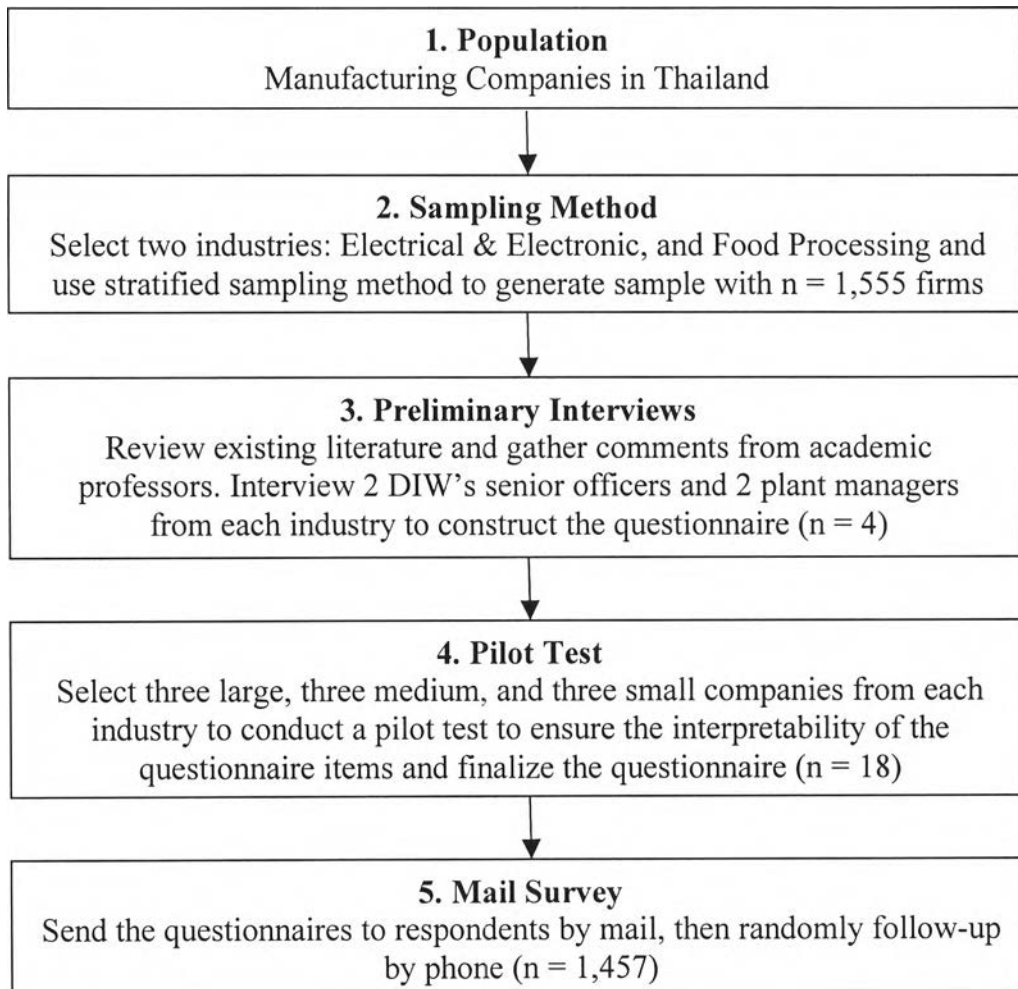 1. Population
Manufacturing Companies in Thailand
2. Sampling Method
Select two industries: Electrical & Electronic, and Food Processing and
use stratified sampling method to generate sample with n = 1,555 firms
3. Preliminary Interviews
Review existing literature and gather comments from academic
professors. Interview 2 DIW's senior officers and 2 plant managers
from each industry to construct the questionnaire (n = 4)
4. Pilot Test
Select three large, three medium, and three small companies from each
industry to conduct a pilot test to ensure the interpretability of the
questionnaire items and finalize the questionnaire (n = 18)
5. Mail Survey
Send the questionnaires to respondents by mail, then randomly follow-up
by phone (n = 1,457)